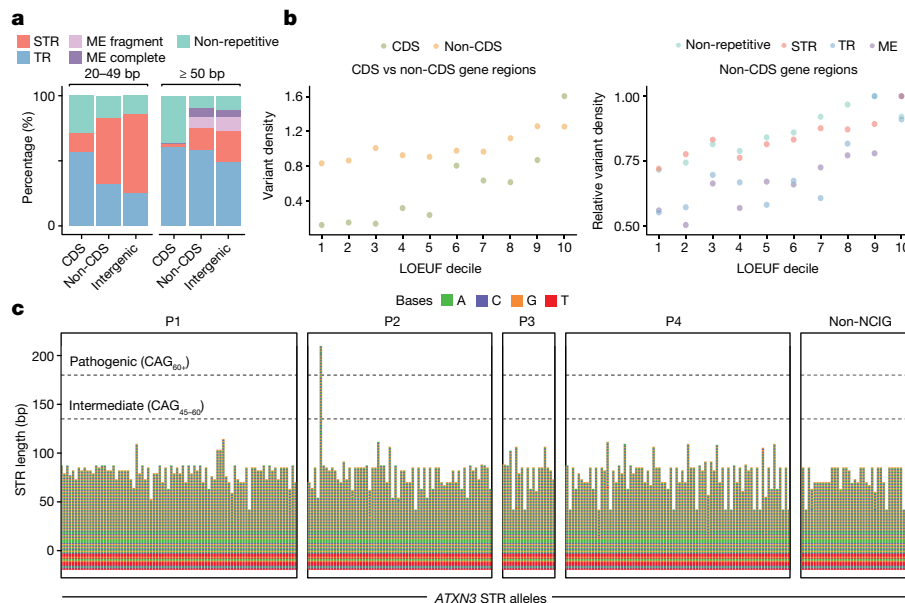 a
STR ME fragment Non-repetitive
TR ME complete
20–49 bp ≥ 50 bp
Percentage (%)
100
0
CDS Non-CDS Intergenic CDS Non-CDS Intergenic
b
CDS Non-CDS
CDS vs non-CDS gene regions
Variant density
1.6
1.2
0.8
0.4
1 2 3 4 5 6 7 8 9 10
LOEUF decile
Non-repetitive STR TR ME
Non-CDS gene regions
Relative variant density
1.00
0.75
0.50
1 2 3 4 5 6 7 8 9 10
LOEUF decile
Bases A C G T
c
P1 P2 P3 P4 Non-NCIG
STR length (bp)
200
150
100
50
0
Pathogenic (CAG60+)
Intermediate (CAG45–60)
ATXN3 STR alleles